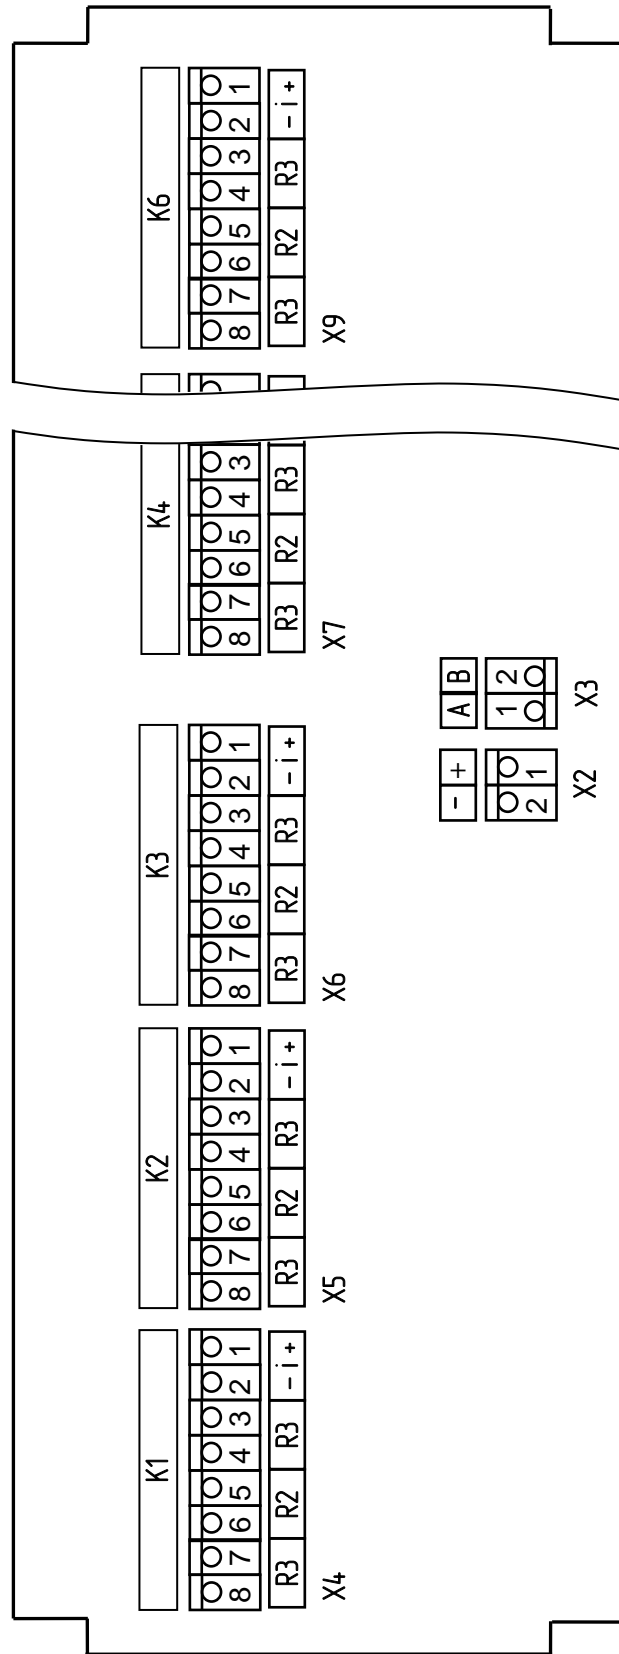 K6
1 2 3 4 5 6 7 8
+ i - R3 R2 R3
X9
K4
3 4 5 6 7 8
R3 R2 R3
X7
B A
2 1
X3
+ -
1 2
X2
K3
1 2 3 4 5 6 7 8
+ i - R3 R2 R3
X6
K2
1 2 3 4 5 6 7 8
+ i - R3 R2 R3
X5
K1
1 2 3 4 5 6 7 8
+ i - R3 R2 R3
X4